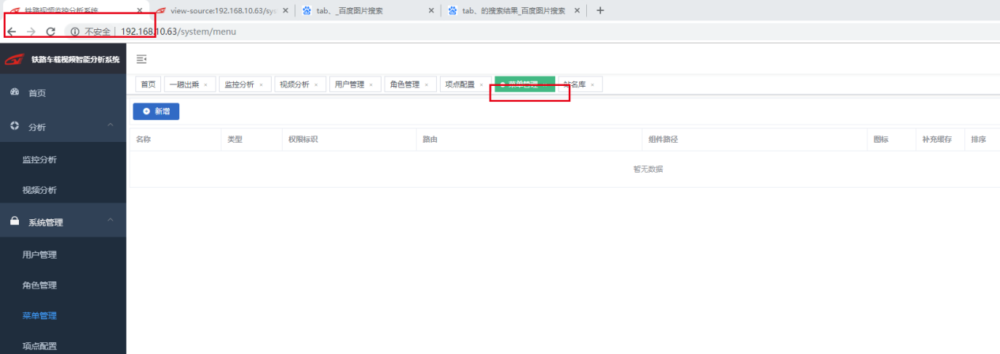 铁路视频监控分析系统
view-source:192.168.10.63/sys
tab、_百度图片搜索
tab、的搜索结果_百度图片搜索
不安全 | 192.168.10.63/system/menu
铁路车载视频智能分析系统
首页 一趟出乘 监控分析 视频分析 用户管理 角色管理 项点配置 菜单管理 站名库
首页
新增
分析
名称 类型 权限标识 路由 组件路径 图标 补充缓存 排序
监控分析
暂无数据
视频分析
系统管理
用户管理
角色管理
菜单管理
项点配置